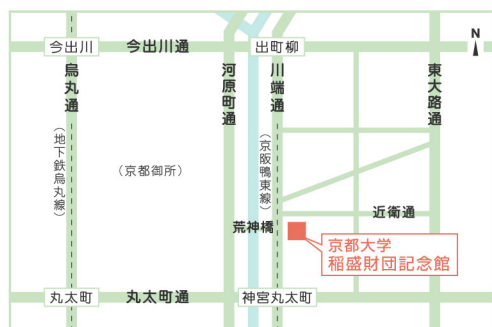 今出川
今出川通
出町柳
N
烏丸通
河原町通
川端通
東大路通
（地下鉄烏丸線）
（京都御所）
（京阪鴨東線）
荒神橋
近衛通
京都大学
稲盛財団記念館
丸太町
丸太町通
神宮丸太町